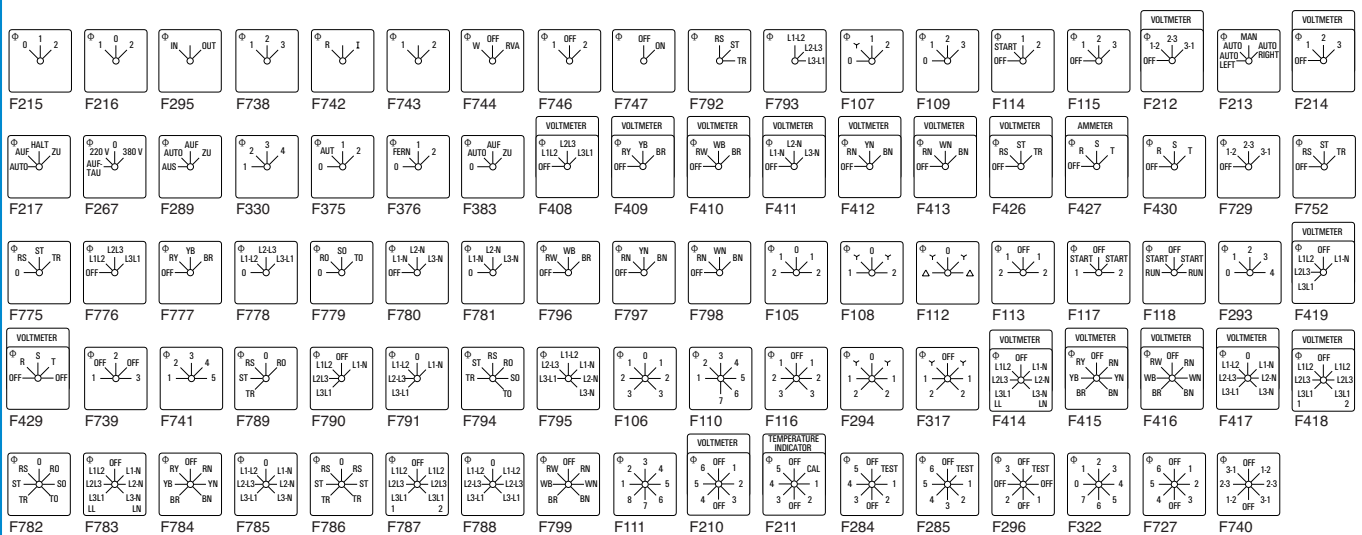 VOLTMETER VOLTMETER
Φ 0 1 2
F215
Φ 1 0 2
F216
Φ IN OUT
F295
Φ 1 2 3
F738
Φ R I
F742
Φ 1 2
F743
Φ W OFF RVA
F744
Φ 1 OFF 2
F746
Φ OFF ON
F747
RS ST TR
F792
L1-L2 L2-L3 L3-L1
F793
Φ Y 1 2 0
F107
Φ 1 2 3 0
F109
Φ START 1 2 OFF
F114
Φ 1 2 3 OFF
F115
Φ 1-2 2-3 3-1 OFF
F212
Φ MAN AUTO AUTO AUTO LEFT RIGHT
F213
Φ 1 2 3 OFF
F214
Φ HALT AUF ZU AUTO
F217
Φ 0 220 V 380 V AUF-TAU
F267
Φ AUF AUTO ZU AUS
F289
Φ 2 3 4 1
F330
Φ AUT 1 2 0
F375
Φ FERN 1 2 0
F376
Φ AUF AUTO ZU 0
F383
VOLTMETER
Φ L2L3 L1L2 L3L1 OFF
F408
VOLTMETER
Φ YB RY BR OFF
F409
VOLTMETER
Φ WB RW BR OFF
F410
VOLTMETER
Φ L2-N L1-N L3-N OFF
F411
VOLTMETER
Φ YN RN BN OFF
F412
VOLTMETER
Φ WN RN BN OFF
F413
VOLTMETER
Φ ST RS TR OFF
F426
AMMETER
Φ S R T OFF
F427
Φ S R T OFF
F430
Φ 2-3 1-2 3-1 OFF
F729
Φ ST RS TR OFF
F752
Φ ST RS TR 0
F775
Φ L2L3 L1L2 L3L1 OFF
F776
Φ YB RY BR OFF
F777
Φ L2-L3 L1-L2 L3-L1 0
F778
Φ SO RO TO 0
F779
Φ L2-N L1-N L3-N OFF
F780
Φ L2-N L1-N L3-N 0
F781
Φ WB RW BR OFF
F796
Φ YN RN BN OFF
F797
Φ WN RN BN OFF
F798
Φ 0 1 1 2 2
F105
Φ 0 Y Y 1 2
F108
Φ 0 Y Y △ △
F112
Φ OFF 1 1 2 2
F113
Φ OFF START START 1 2
F117
Φ OFF START START RUN RUN
F118
Φ 2 1 3 0 4
F293
VOLTMETER
Φ OFF L1L2 L1-N L2L3 L3L1
F419
VOLTMETER
Φ S R T OFF OFF
F429
Φ 2 OFF OFF 1 3
F739
Φ 3 2 4 1 5
F741
Φ 0 RS RO ST TR
F789
Φ OFF L1L2 L1-N L2L3 L3L1
F790
Φ 0 L1-L2 L1-N L2-L3 L3-L1
F791
Φ RS ST RO TR SO TO
F794
Φ L1-L2 L2-L3 L1-N L3-L1 L2-N L3-N
F795
Φ 0 1 1 2 2 3 3
F106
Φ 3 2 4 1 5 6 7
F110
Φ OFF 1 1 2 2 3 3
F116
Φ 0 Y Y 1 1 2 2
F294
Φ OFF Y Y 1 1 2 2
F317
VOLTMETER
Φ OFF L1L2 L1-N L2L3 L2-N L3L1 L3-N LL LN
F414
VOLTMETER
Φ OFF RY RN YB YN BR BN
F415
VOLTMETER
Φ OFF RW RN WB WN BR BN
F416
VOLTMETER
Φ 0 L1-L2 L1-N L2-L3 L2-N L3-L1 L3-N
F417
VOLTMETER
Φ OFF L1L2 L1L2 L2L3 L2L3 L3L1 L3L1 1 2
F418
Φ 0 RS RO ST SO TR TO
F782
Φ OFF L1L2 L1-N L2L3 L2-N L3L1 L3-N LL LN
F783
Φ OFF RY RN YB YN BR BN
F784
Φ 0 L1-L2 L1-N L2-L3 L2-N L3-L1 L3-N
F785
Φ 0 RS RS ST ST TR TR
F786
Φ OFF L1L2 L1L2 L2L3 L2L3 L3L1 L3L1 1 2
F787
Φ 0 L1-L2 L1-L2 L2-L3 L2-L3 L3-L1 L3-L1
F788
Φ OFF RW RN WB WN BR BN
F799
Φ 3 2 4 1 5 8 6 7
F111
VOLTMETER
Φ OFF 6 1 5 2 4 3 OFF
F210
TEMPERATURE INDICATOR
Φ OFF 5 CAL 4 1 3 2 OFF
F211
Φ OFF 5 TEST 4 1 3 2 OFF
F284
Φ OFF 6 TEST 5 1 4 2 3
F285
Φ OFF 3 TEST OFF OFF 2 1 OFF
F296
Φ 2 1 3 0 4 7 5 6
F322
Φ OFF 6 1 5 2 4 3 OFF
F727
Φ OFF 3-1 1-2 2-3 2-3 1-2 3-1 OFF
F740